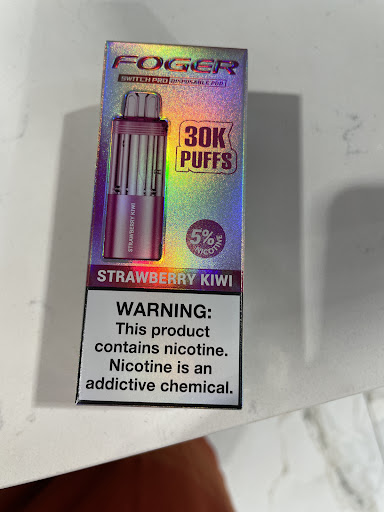 FOGER
SWITCH PRO DISPOSABLE POD
30K
PUFFS
STRAWBERRY KIWI
5%
NICOTINE
STRAWBERRY KIWI
WARNING:
This product
contains nicotine.
Nicotine is an
addictive chemical.